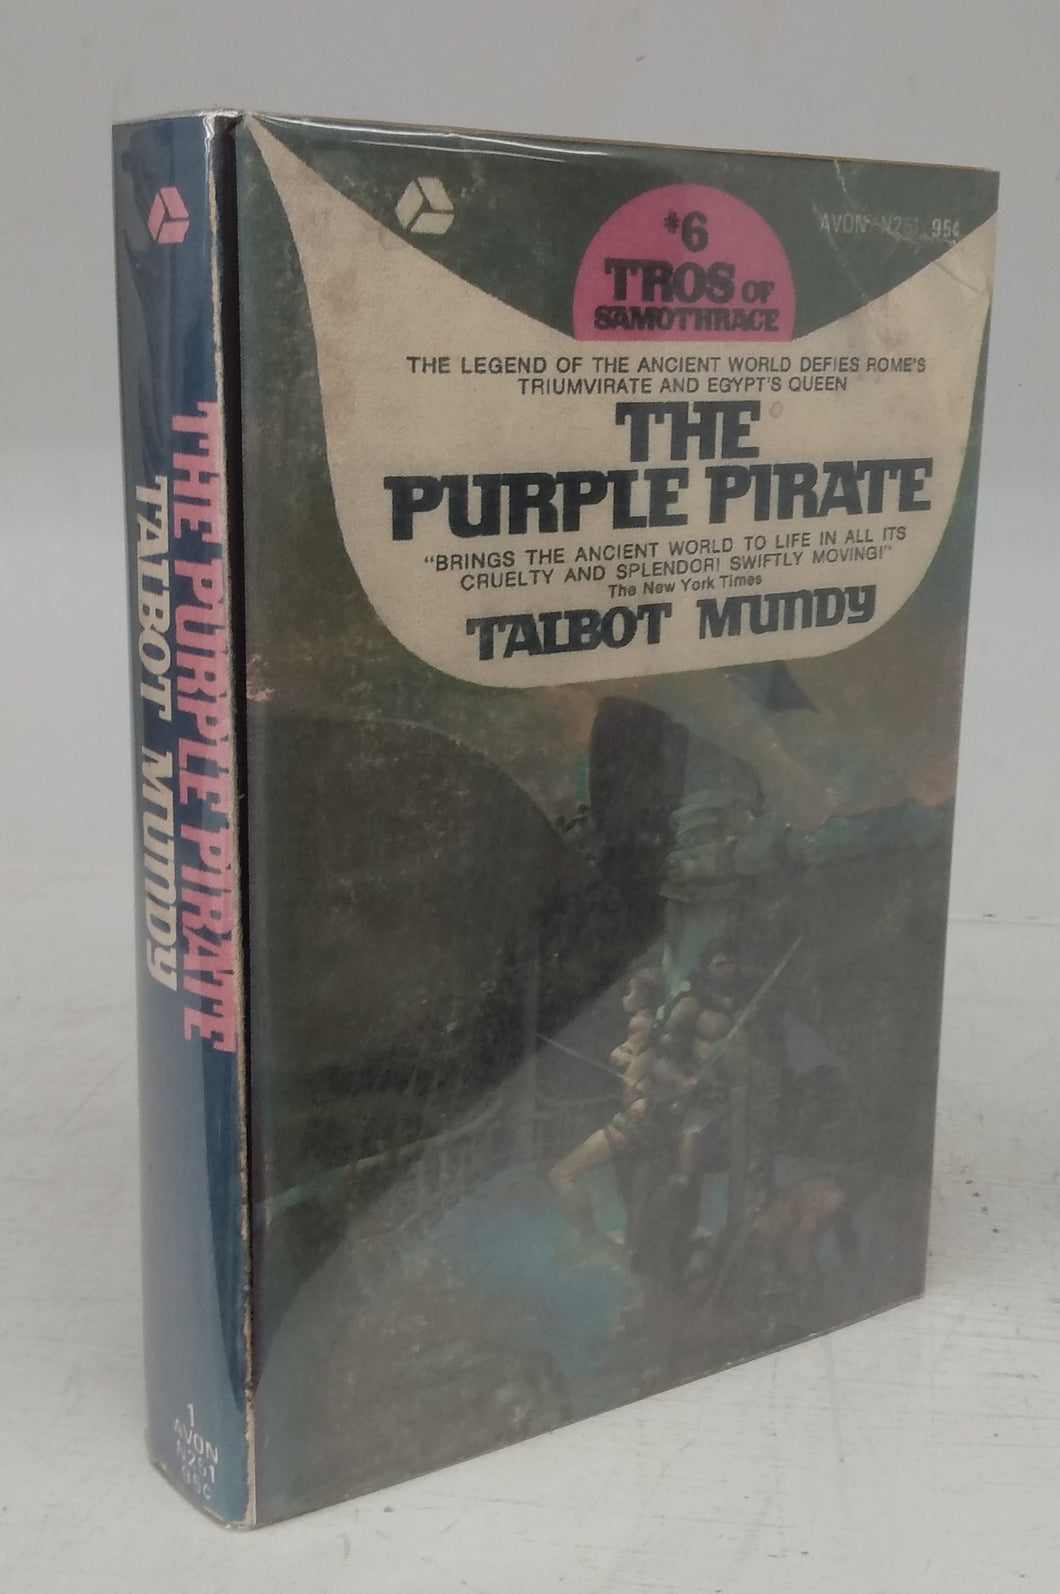 THE PURPLE PIRATE
TALBOT MUNDY
1
AVON
N251
95¢
#6
TROS OF
SAMOTHRACE
AVON N251 95¢
THE LEGEND OF THE ANCIENT WORLD DEFIES ROME'S
TRIUMVIRATE AND EGYPT'S QUEEN
THE
PURPLE PIRATE
"BRINGS THE ANCIENT WORLD TO LIFE IN ALL ITS
CRUELTY AND SPLENDOR! SWIFTLY MOVING!"
The New York Times
TALBOT MUNDY